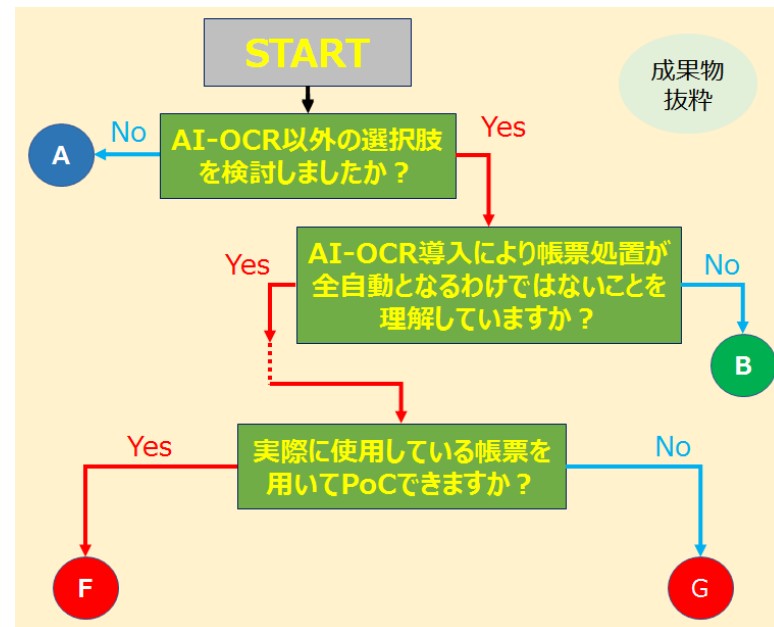 START
成果物
抜粋
AI-OCR以外の選択肢
を検討しましたか？
No
Yes
A
AI-OCR導入により帳票処置が
全自動となるわけではないことを
理解していますか？
Yes
No
B
実際に使用している帳票を
用いてPoCできますか？
Yes
No
F
G